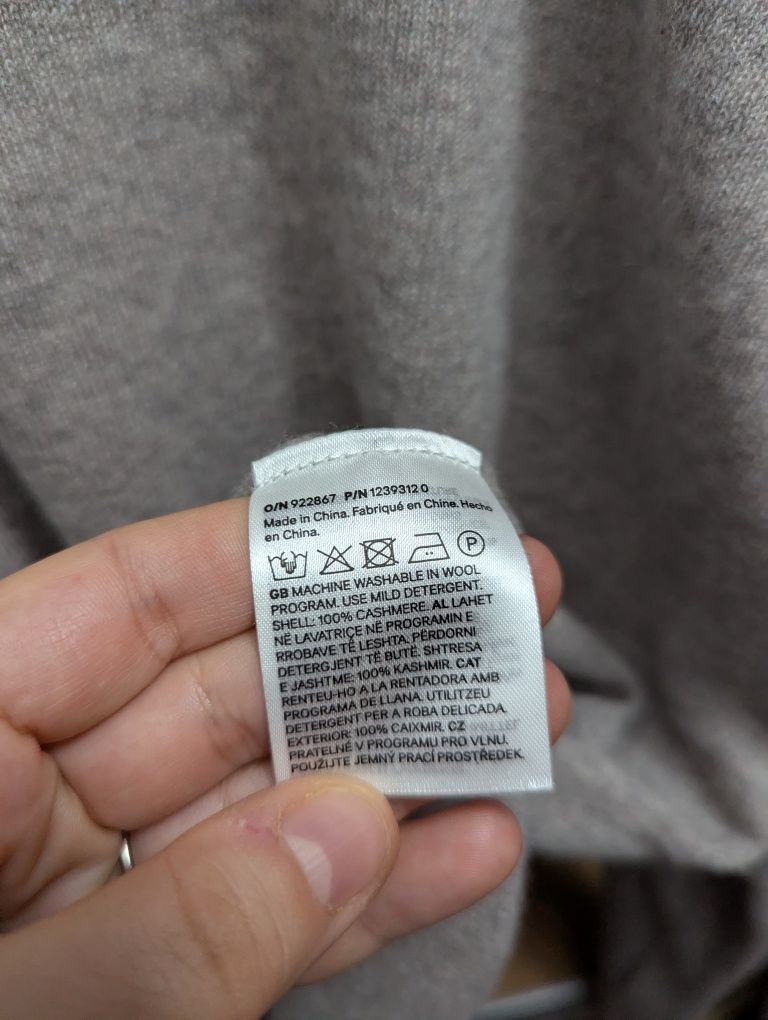 O/N 922867 P/N 1239312 0
Made in China. Fabriqué en Chine. Hecho
en China.
P
GB MACHINE WASHABLE IN WOOL
PROGRAM. USE MILD DETERGENT.
SHELL: 100% CASHMERE. AL LAHET
NË LAVATRIÇE NË PROGRAMIN E
RROBAVE TË LESHTA. PËRDORNI
DETERGJENT TË BUTË. SHTRESA
E JASHTME: 100% KASHMIR. CAT
RENTEU-HO A LA RENTADORA AMB
PROGRAMA DE LLANA. UTILITZEU
DETERGENT PER A ROBA DELICADA.
EXTERIOR: 100% CAIXMIR. CZ
PRATELNÉ V PROGRAMU PRO VLNU.
POUŽIJTE JEMNÝ PRACÍ PROSTŘEDEK.